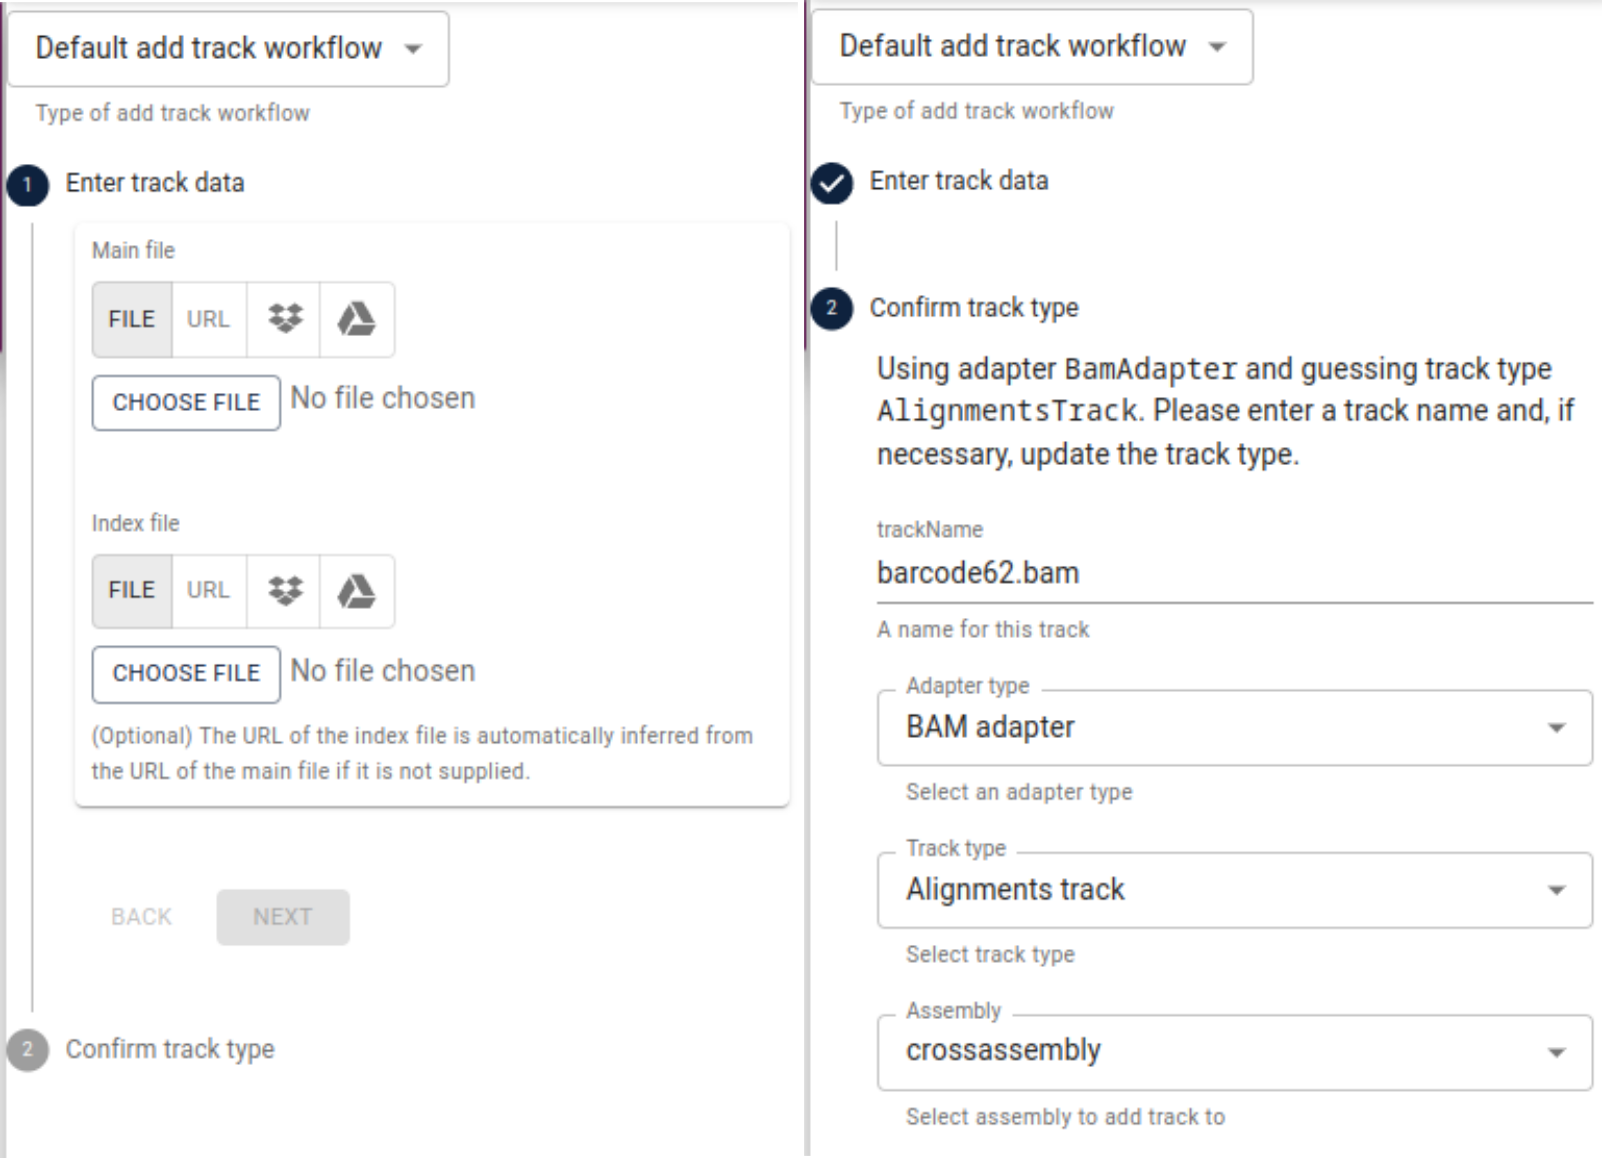 Default add track workflow
Type of add track workflow
1 Enter track data
Main file
FILE URL
CHOOSE FILE No file chosen
Index file
FILE URL
CHOOSE FILE No file chosen
(Optional) The URL of the index file is automatically inferred from
the URL of the main file if it is not supplied.
BACK NEXT
2 Confirm track type
Default add track workflow
Type of add track workflow
Enter track data
2 Confirm track type
Using adapter BamAdapter and guessing track type
AlignmentsTrack. Please enter a track name and, if
necessary, update the track type.
trackName
barcode62.bam
A name for this track
Adapter type
BAM adapter
Select an adapter type
Track type
Alignments track
Select track type
Assembly
crossassembly
Select assembly to add track to